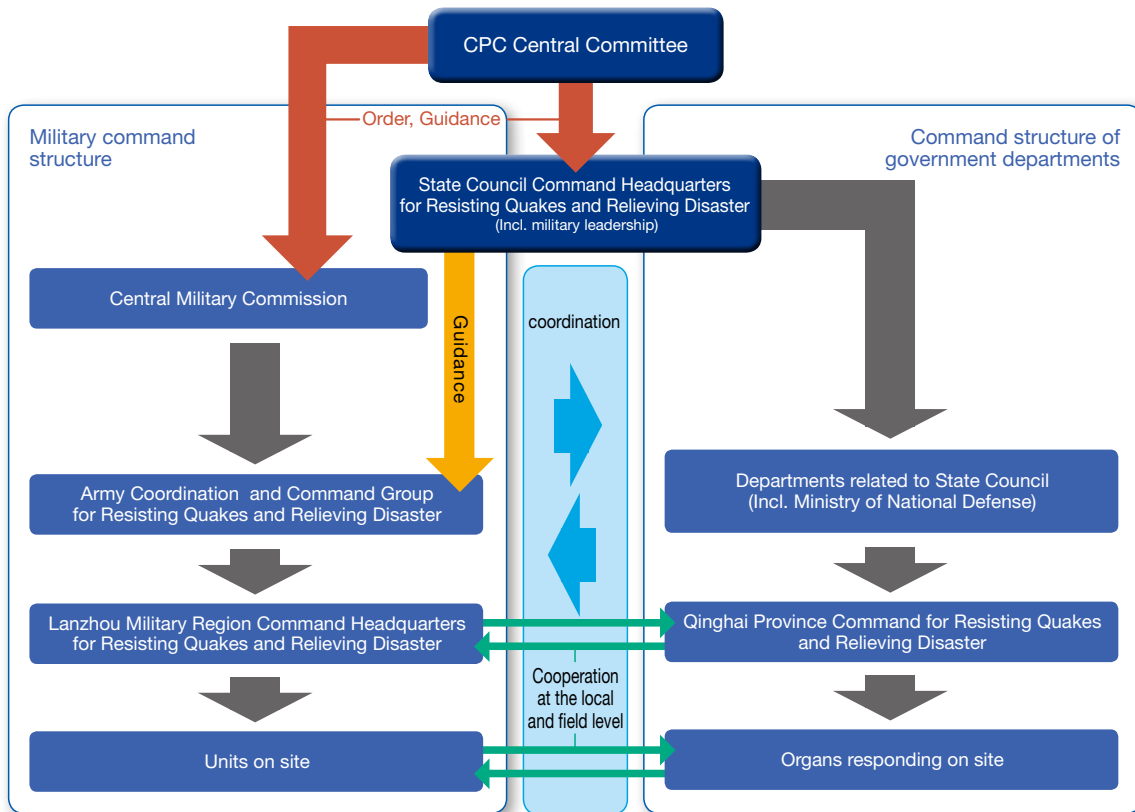 CPC Central Committee
Order, Guidance
Military command
structure
Command structure of
government departments
State Council Command Headquarters
for Resisting Quakes and Relieving Disaster
(Incl. military leadership)
Central Military Commission
Guidance
coordination
Army Coordination and Command Group
for Resisting Quakes and Relieving Disaster
Departments related to State Council
(Incl. Ministry of National Defense)
Lanzhou Military Region Command Headquarters
for Resisting Quakes and Relieving Disaster
Qinghai Province Command for Resisting Quakes
and Relieving Disaster
Cooperation
at the local
and field level
Units on site
Organs responding on site